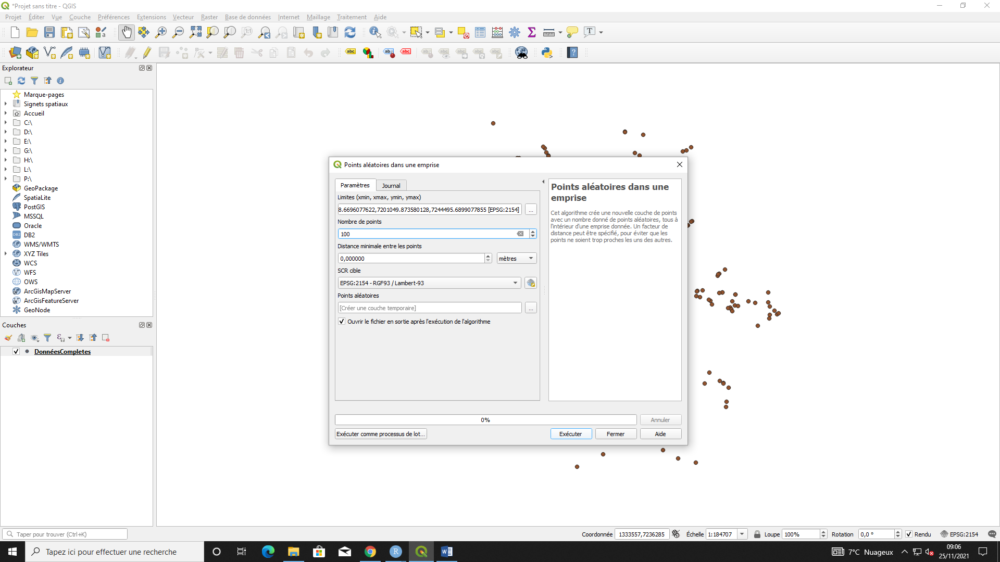 *Projet sans titre - QGIS
Projet Éditer Vue Couche Préférences Extensions Vecteur Raster Base de données Internet Maillage Traitement Aide
Explorateur
Marque-pages
Signets spatiaux
Accueil
C:\
D:\
E:\
G:\
H:\
L:\
P:\
GeoPackage
SpatiaLite
PostGIS
MSSQL
Oracle
DB2
WMS/WMTS
XYZ Tiles
WCS
WFS
OWS
ArcGisMapServer
ArcGisFeatureServer
GeoNode
Couches
DonnéesCompletes
Points aléatoires dans une emprise
Paramètres Journal
Limites (xmin, xmax, ymin, ymax)
8.6696077622,7201049.873580128,7244495.6899077855 [EPSG:2154] ...
Nombre de points
100
Distance minimale entre les points
0,000000 mètres
SCR cible
EPSG:2154 - RGF93 / Lambert-93
Points aléatoires
[Créer une couche temporaire] ...
Ouvrir le fichier en sortie après l'exécution de l'algorithme
Points aléatoires dans une
emprise
Cet algorithme crée une nouvelle couche de points
avec un nombre donné de points aléatoires, tous à
l'intérieur d'une emprise donnée. Un facteur de
distance peut être spécifié, pour éviter que les
points ne soient trop proches les uns des autres.
0% Annuler
Exécuter comme processus de lot... Exécuter Fermer Aide
Taper pour trouver (Ctrl+K) Coordonnée 1333557,7236285 Échelle 1:184707 Loupe 100% Rotation 0,0 ° Rendu EPSG:2154
Tapez ici pour effectuer une recherche 7°C Nuageux 09:06
25/11/2021